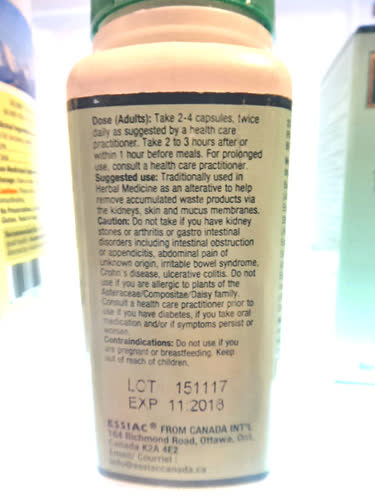 Dose (Adults): Take 2-4 capsules, twice
daily as suggested by a health care
practitioner. Take 2 to 3 hours after or
within 1 hour before meals. For prolonged
use, consult a health care practitioner.
Suggested use: Traditionally used in
Herbal Medicine as an alterative to help
remove accumulated waste products via
the kidneys, skin and mucus membranes.
Caution: Do not take if you have kidney
stones or arthritis or gastro intestinal
disorders including intestinal obstruction
or appendicitis, abdominal pain of
unknown origin, irritable bowel syndrome,
Crohn's disease, ulcerative colitis. Do not
use if you are allergic to plants of the
Asteraceae/Compositae/Daisy family.
Consult a health care practitioner prior to
use if you have diabetes, if you take oral
medication and/or if symptoms persist or
worsen.
Contraindications: Do not use if you
are pregnant or breastfeeding. Keep
out of reach of children.
LOT 151117
EXP 11.2018
ESSIAC® FROM CANADA INT'L
164 Richmond Road, Ottawa, Ont.
Canada K2A 4E2
Email/ Courriel :
info@essiaccanada.ca